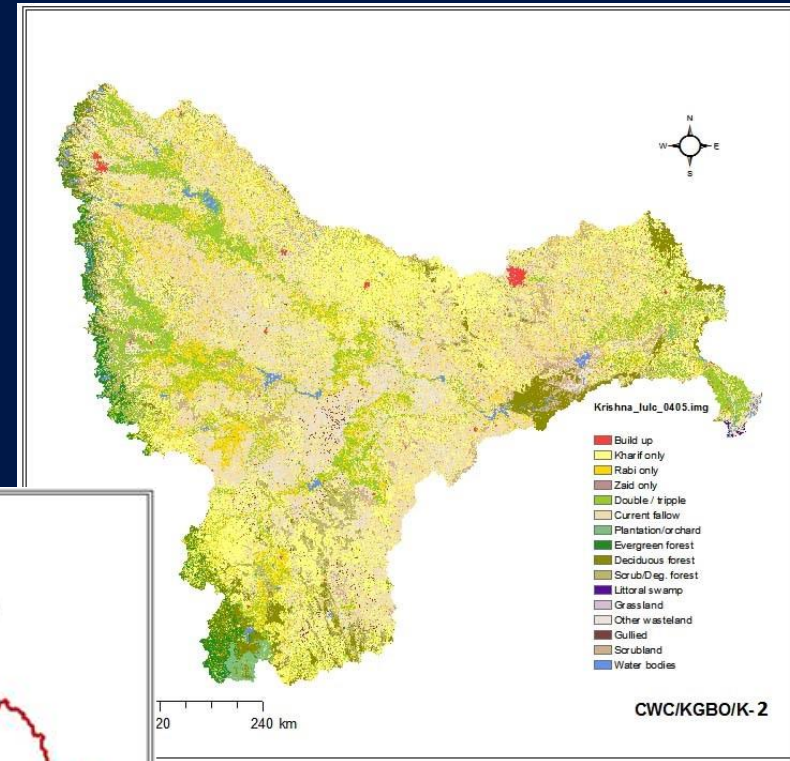 N
W E
S
Krishna_lulc_0405.img
Build up
Kharif only
Rabi only
Zaid only
Double / tripple
Current fallow
Plantation/orchard
Evergreen forest
Deciduous forest
Scrub/Deg. forest
Littoral swamp
Grassland
Other wasteland
Gullied
Scrubland
Water bodies
20 240 km
CWC/KGBO/K-2